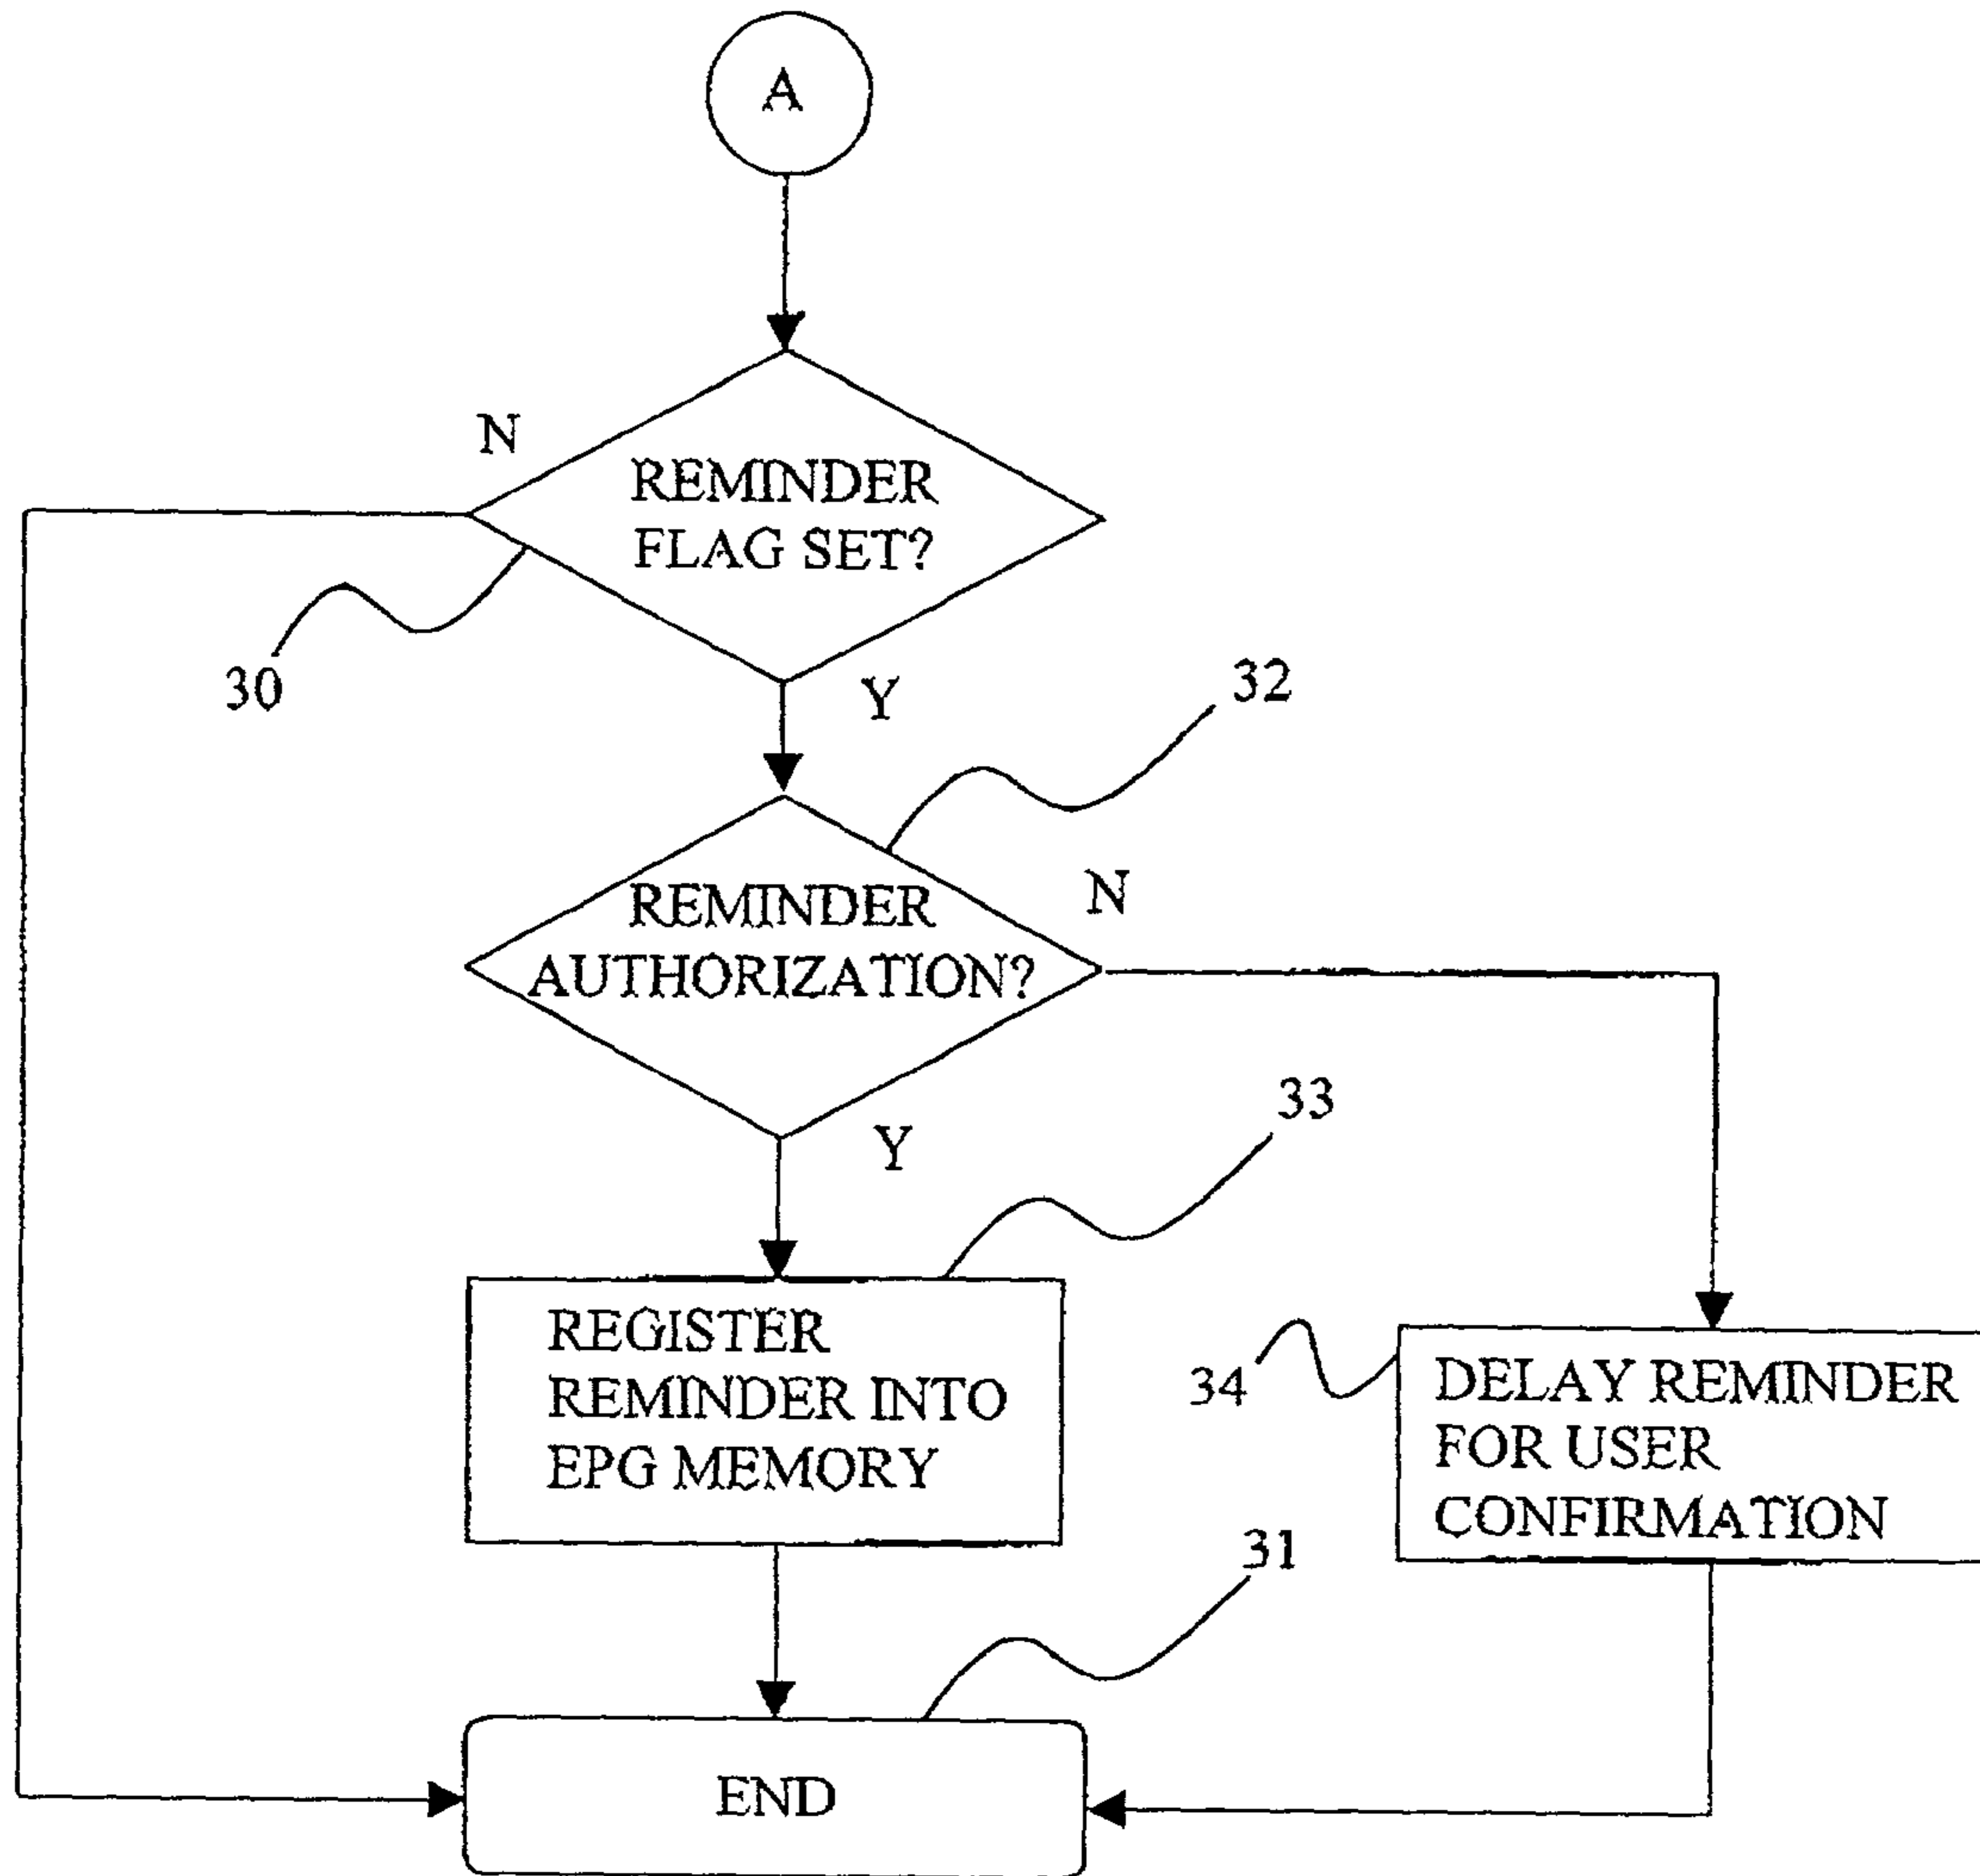 A
N
REMINDER
FLAG SET?
30
Y
32
REMINDER
AUTHORIZATION?
N
Y
33
REGISTER
REMINDER INTO
EPG MEMORY
34
DELAY REMINDER
FOR USER
CONFIRMATION
31
END